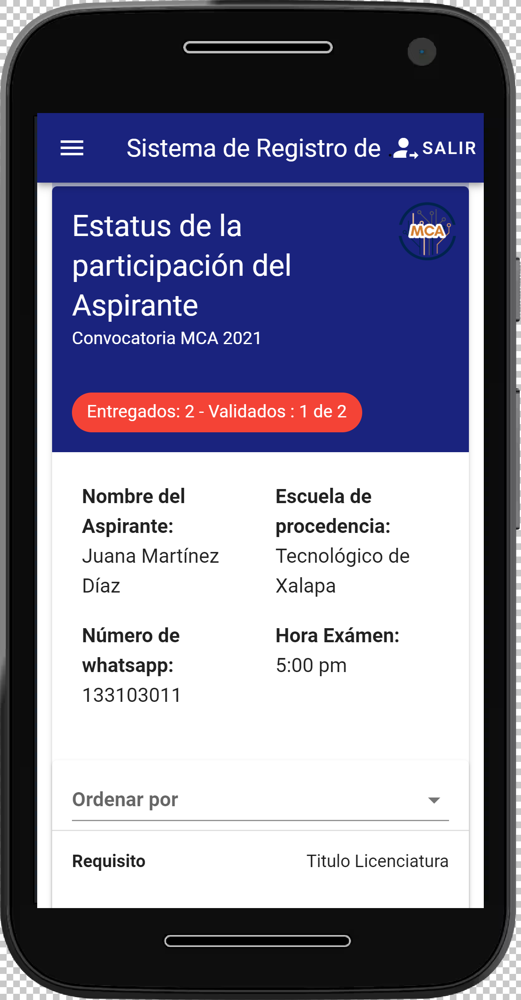 Sistema de Registro de .
SALIR
Estatus de la
participación del
Aspirante
MCA
Convocatoria MCA 2021
Entregados: 2 - Validados : 1 de 2
Nombre del
Aspirante:
Juana Martínez
Díaz
Escuela de
procedencia:
Tecnológico de
Xalapa
Número de
whatsapp:
133103011
Hora Exámen:
5:00 pm
Ordenar por
Requisito
Titulo Licenciatura